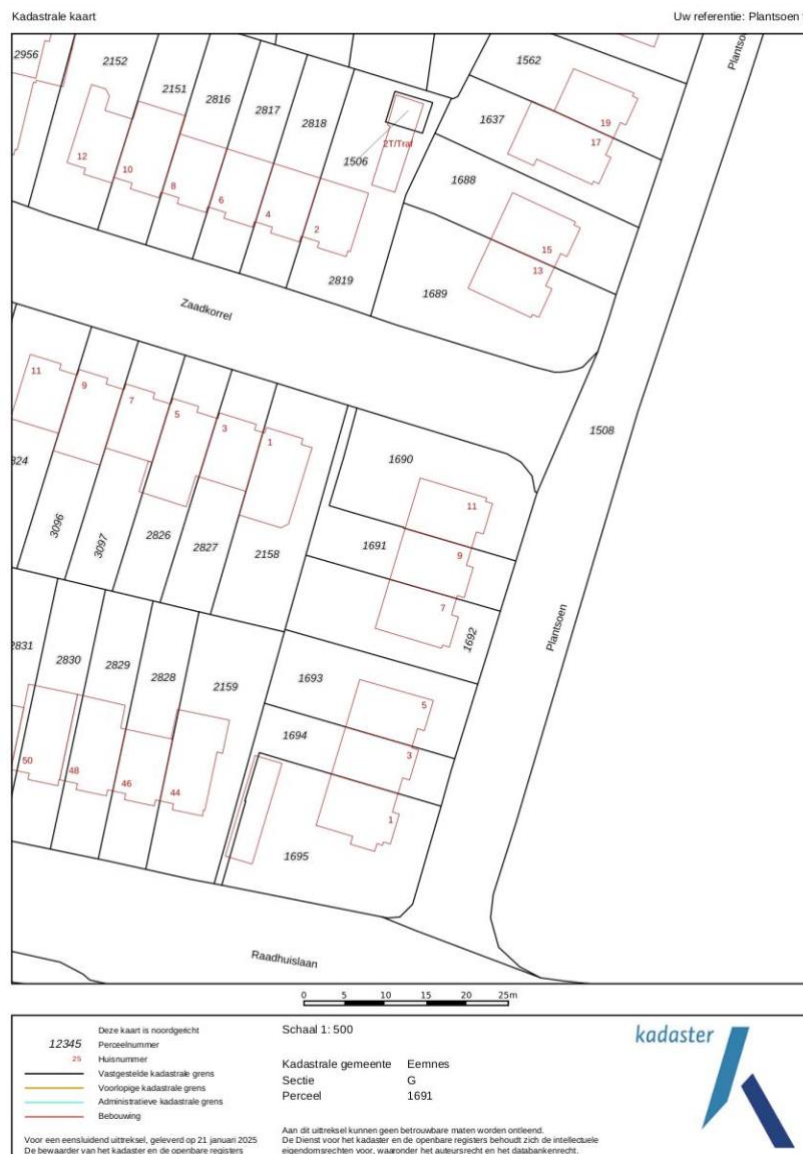 Kadastrale kaart
Uw referentie: Plantsoen
2956
2152
2151
2816
2817
2818
1506
2T/Traf
12
10
8
6
4
2
2819
1562
1637
19
17
1688
15
13
1689
Plantsoen
Zaadkorrel
11
9
7
5
3
1
3096
3097
2826
2827
2158
1690
11
1691
9
7
1692
1508
Plantsoen
2831
2830
2829
2828
2159
1693
5
1694
3
1
1695
50
48
46
44
Raadhuislaan
0 5 10 15 20 25m
Deze kaart is noordgericht
12345 Perceelnummer
25 Huisnummer
Vastgestelde kadastrale grens
Voorlopige kadastrale grens
Administratieve kadastrale grens
Bebouwing
Voor een eensluidend uittreksel, geleverd op 21 januari 2025
De bewaarder van het kadaster en de openbare registers
Schaal 1: 500
Kadastrale gemeente Eemnes
Sectie G
Perceel 1691
Aan dit uittreksel kunnen geen betrouwbare maten worden ontleend.
De Dienst voor het kadaster en de openbare registers behoudt zich de intellectuele
eigendomsrechten voor, waaronder het auteursrecht en het databankenrecht.
kadaster